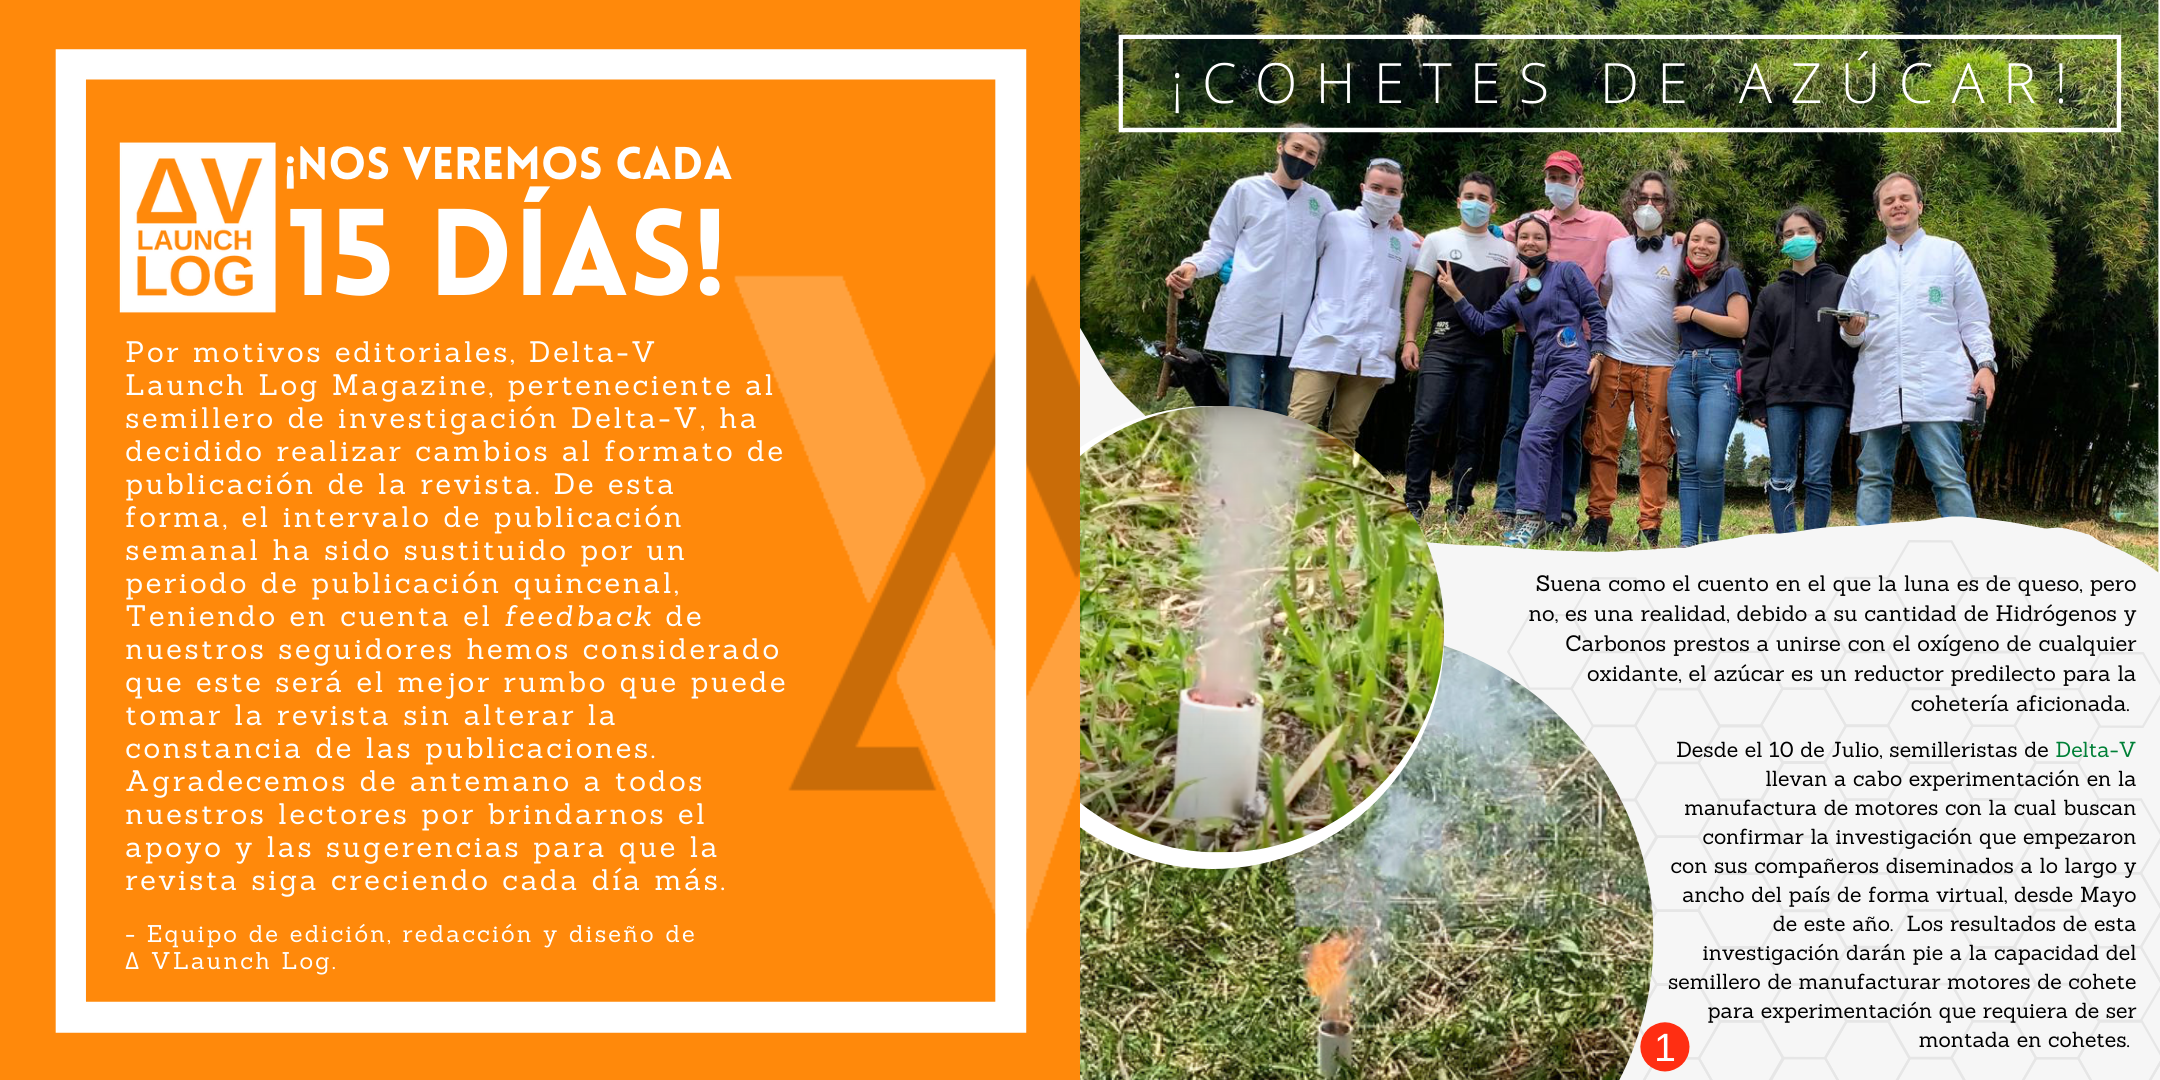 ΔV
LAUNCH
LOG
¡NOS VEREMOS CADA
15 DÍAS!
Por motivos editoriales, Delta-V
Launch Log Magazine, perteneciente al
semillero de investigación Delta-V, ha
decidido realizar cambios al formato de
publicación de la revista. De esta
forma, el intervalo de publicación
semanal ha sido sustituido por un
periodo de publicación quincenal,
Teniendo en cuenta el feedback de
nuestros seguidores hemos considerado
que este será el mejor rumbo que puede
tomar la revista sin alterar la
constancia de las publicaciones.
Agradecemos de antemano a todos
nuestros lectores por brindarnos el
apoyo y las sugerencias para que la
revista siga creciendo cada día más.
- Equipo de edición, redacción y diseño de
Δ VLaunch Log.
¡COHETES DE AZÚCAR!
Suena como el cuento en el que la luna es de queso, pero
no, es una realidad, debido a su cantidad de Hidrógenos y
Carbonos prestos a unirse con el oxígeno de cualquier
oxidante, el azúcar es un reductor predilecto para la
cohetería aficionada.
Desde el 10 de Julio, semilleristas de Delta-V
llevan a cabo experimentación en la
manufactura de motores con la cual buscan
confirmar la investigación que empezaron
con sus compañeros diseminados a lo largo y
ancho del país de forma virtual, desde Mayo
de este año. Los resultados de esta
investigación darán pie a la capacidad del
semillero de manufacturar motores de cohete
para experimentación que requiera de ser
montada en cohetes.
1